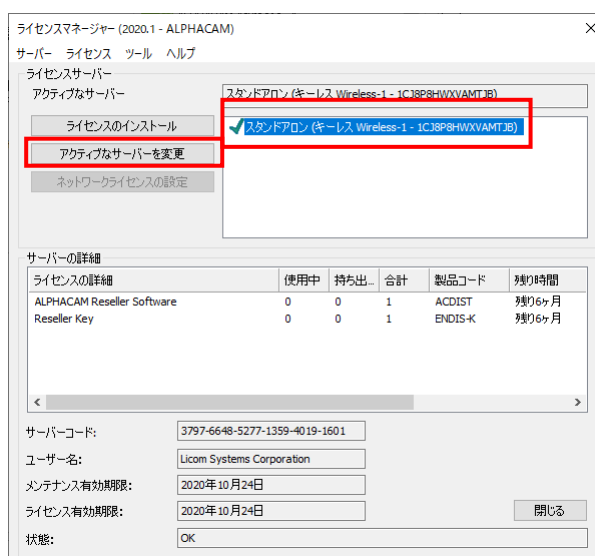 ライセンスマネージャー (2020.1 - ALPHACAM)
サーバー ライセンス ツール ヘルプ
ライセンスサーバー
アクティブなサーバー スタンドアロン (キーレス Wireless-1 - 1CJ8P8HWXVAMTJB)
ライセンスのインストール スタンドアロン (キーレス Wireless-1 - 1CJ8P8HWXVAMTJB)
アクティブなサーバーを変更
ネットワークライセンスの設定
サーバーの詳細
ライセンスの詳細 使用中 持ち出... 合計 製品コード 残り時間
ALPHACAM Reseller Software 0 0 1 ACDIST 残り6ヶ月
Reseller Key 0 0 1 ENDIS-K 残り6ヶ月
サーバーコード: 3797-6648-5277-1359-4019-1601
ユーザー名: Licom Systems Corporation
メンテナンス有効期限: 2020年10月24日
ライセンス有効期限: 2020年10月24日 閉じる
状態: OK